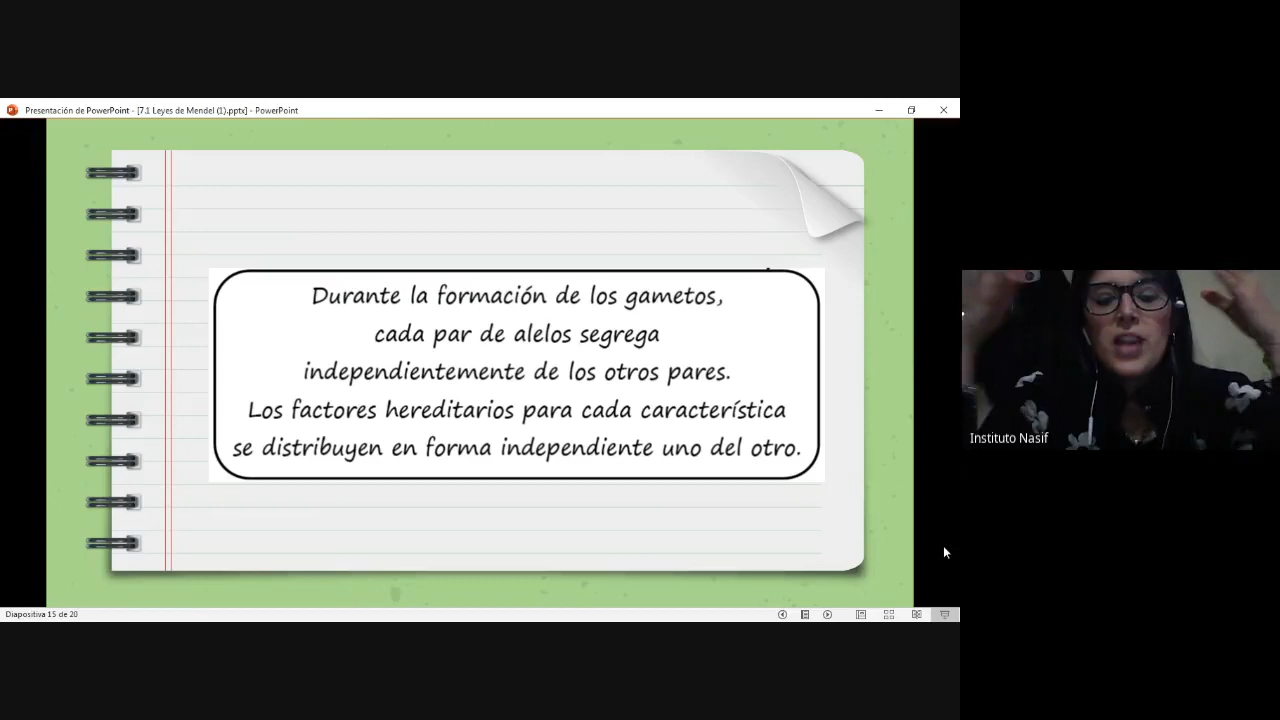 Presentación de PowerPoint - [7.1 Leyes de Mendel (1).pptx] - PowerPoint
Durante la formación de los gametos,
cada par de alelos segrega
independientemente de los otros pares.
Los factores hereditarios para cada característica
se distribuyen en forma independiente uno del otro.
Instituto Nasif
Diapositiva 15 de 20